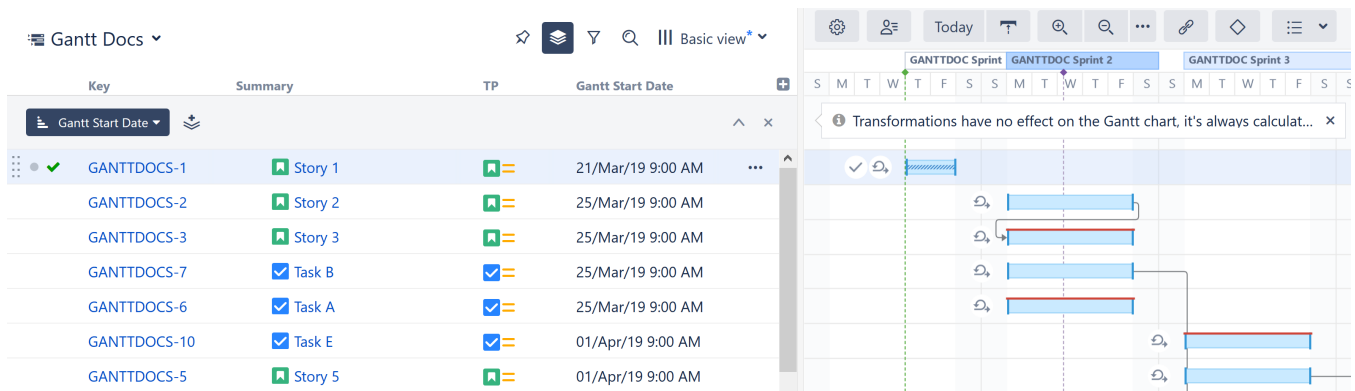 Gantt Docs
Basic view*
Today
GANTTDOC Sprint
GANTTDOC Sprint 2
GANTTDOC Sprint 3
Key Summary TP Gantt Start Date
S M T W T F S S M T W T F S S M T W T F S S
Gantt Start Date
Transformations have no effect on the Gantt chart, it's always calculat...
GANTTDOCS-1 Story 1 21/Mar/19 9:00 AM
GANTTDOCS-2 Story 2 25/Mar/19 9:00 AM
GANTTDOCS-3 Story 3 25/Mar/19 9:00 AM
GANTTDOCS-7 Task B 25/Mar/19 9:00 AM
GANTTDOCS-6 Task A 25/Mar/19 9:00 AM
GANTTDOCS-10 Task E 01/Apr/19 9:00 AM
GANTTDOCS-5 Story 5 01/Apr/19 9:00 AM